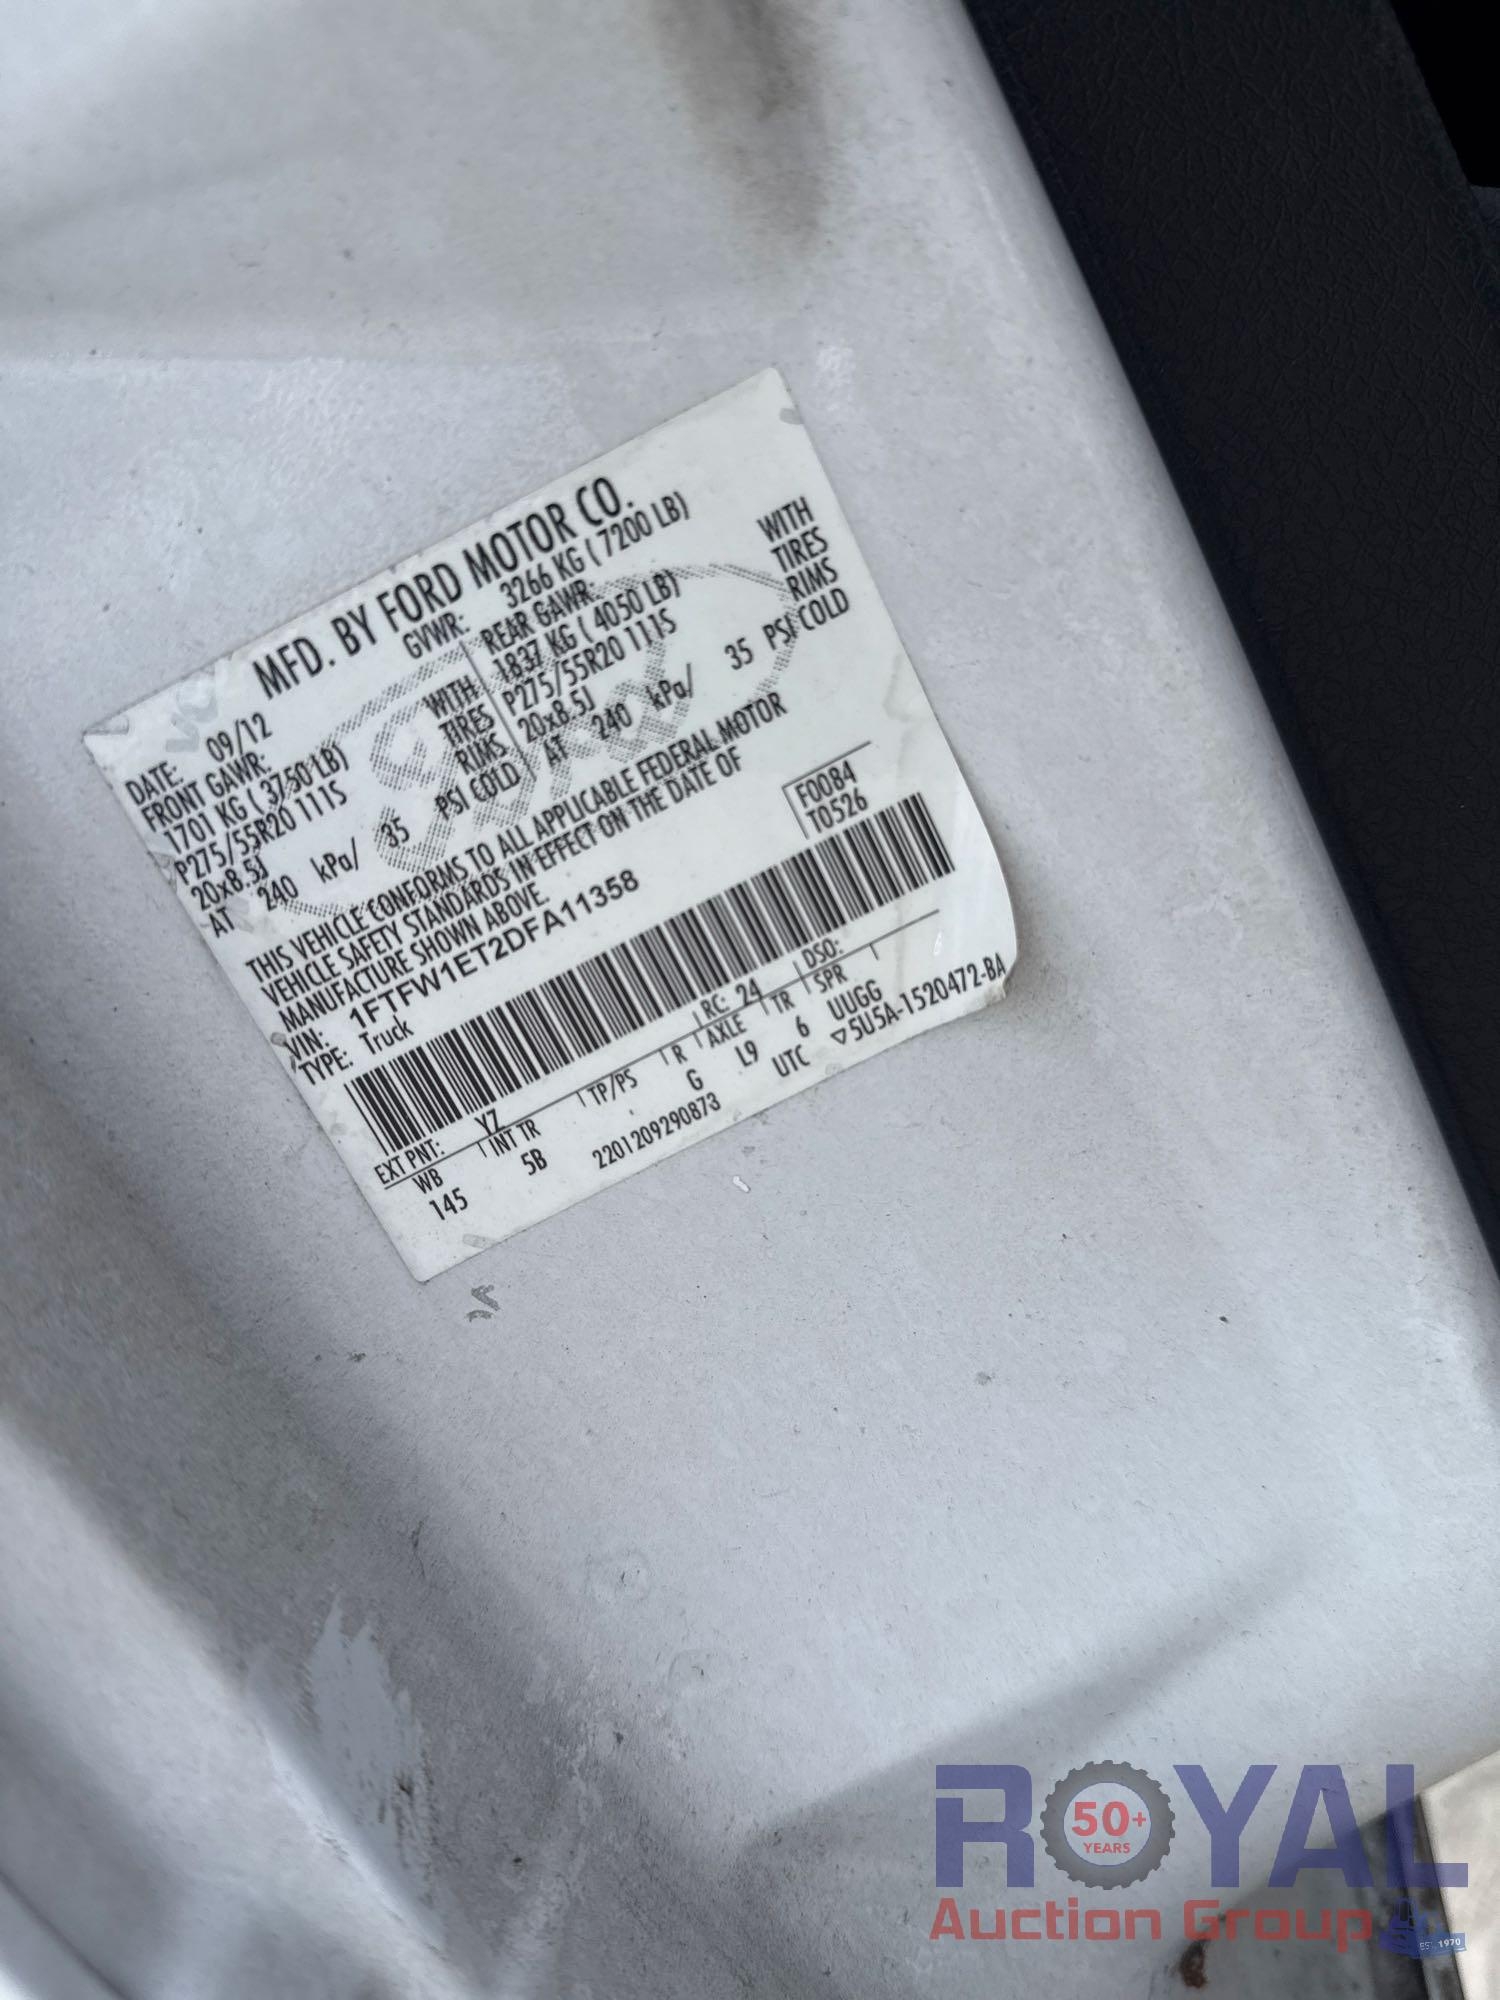 MFD. BY FORD MOTOR CO.
DATE: 09/12 GVWR: 3266 KG ( 7200 LB)
FRONT GAWR: REAR GAWR:
1701 KG ( 3750 LB) WITH 1837 KG ( 4050 LB) WITH
P275/55R20 111S TIRES P275/55R20 111S TIRES
20x8.5J RIMS 20x8.5J RIMS
AT 240 kPa/ 35 PSI COLD AT 240 kPa/ 35 PSI COLD
THIS VEHICLE CONFORMS TO ALL APPLICABLE FEDERAL MOTOR
VEHICLE SAFETY STANDARDS IN EFFECT ON THE DATE OF
MANUFACTURE SHOWN ABOVE.
VIN: 1FTFW1ET2DFA11358 F0084
TYPE: Truck T0526
EXT PNT: YZ RC: 24 DSO:
WB INT TR TP/PS R AXLE TR SPR
145 5B G L9 6 UUGG
2201209290873 UTC ▽5U5A-1520472-BA
ROYAL
50+
YEARS
Auction Group
EST. 1970